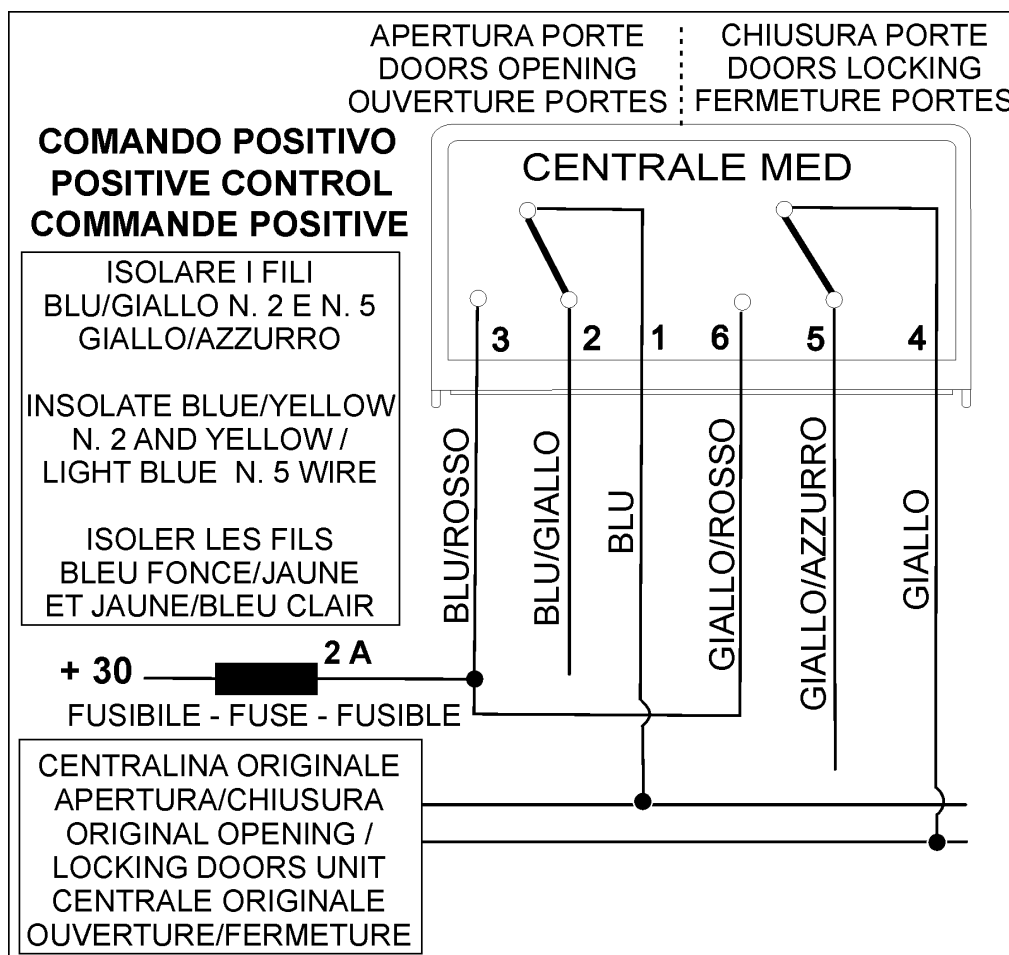 APERTURA PORTE
DOORS OPENING
OUVERTURE PORTES
CHIUSURA PORTE
DOORS LOCKING
FERMETURE PORTES
COMANDO POSITIVO
POSITIVE CONTROL
COMMANDE POSITIVE
CENTRALE MED
ISOLARE I FILI
BLU/GIALLO N. 2 E N. 5
GIALLO/AZZURRO
INSOLATE BLUE/YELLOW
N. 2 AND YELLOW /
LIGHT BLUE N. 5 WIRE
ISOLER LES FILS
BLEU FONCE/JAUNE
ET JAUNE/BLEU CLAIR
3 2 1 6 5 4
BLU/ROSSO
BLU/GIALLO
BLU
GIALLO/ROSSO
GIALLO/AZZURRO
GIALLO
+ 30
2 A
FUSIBILE - FUSE - FUSIBLE
CENTRALINA ORIGINALE
APERTURA/CHIUSURA
ORIGINAL OPENING /
LOCKING DOORS UNIT
CENTRALE ORIGINALE
OUVERTURE/FERMETURE